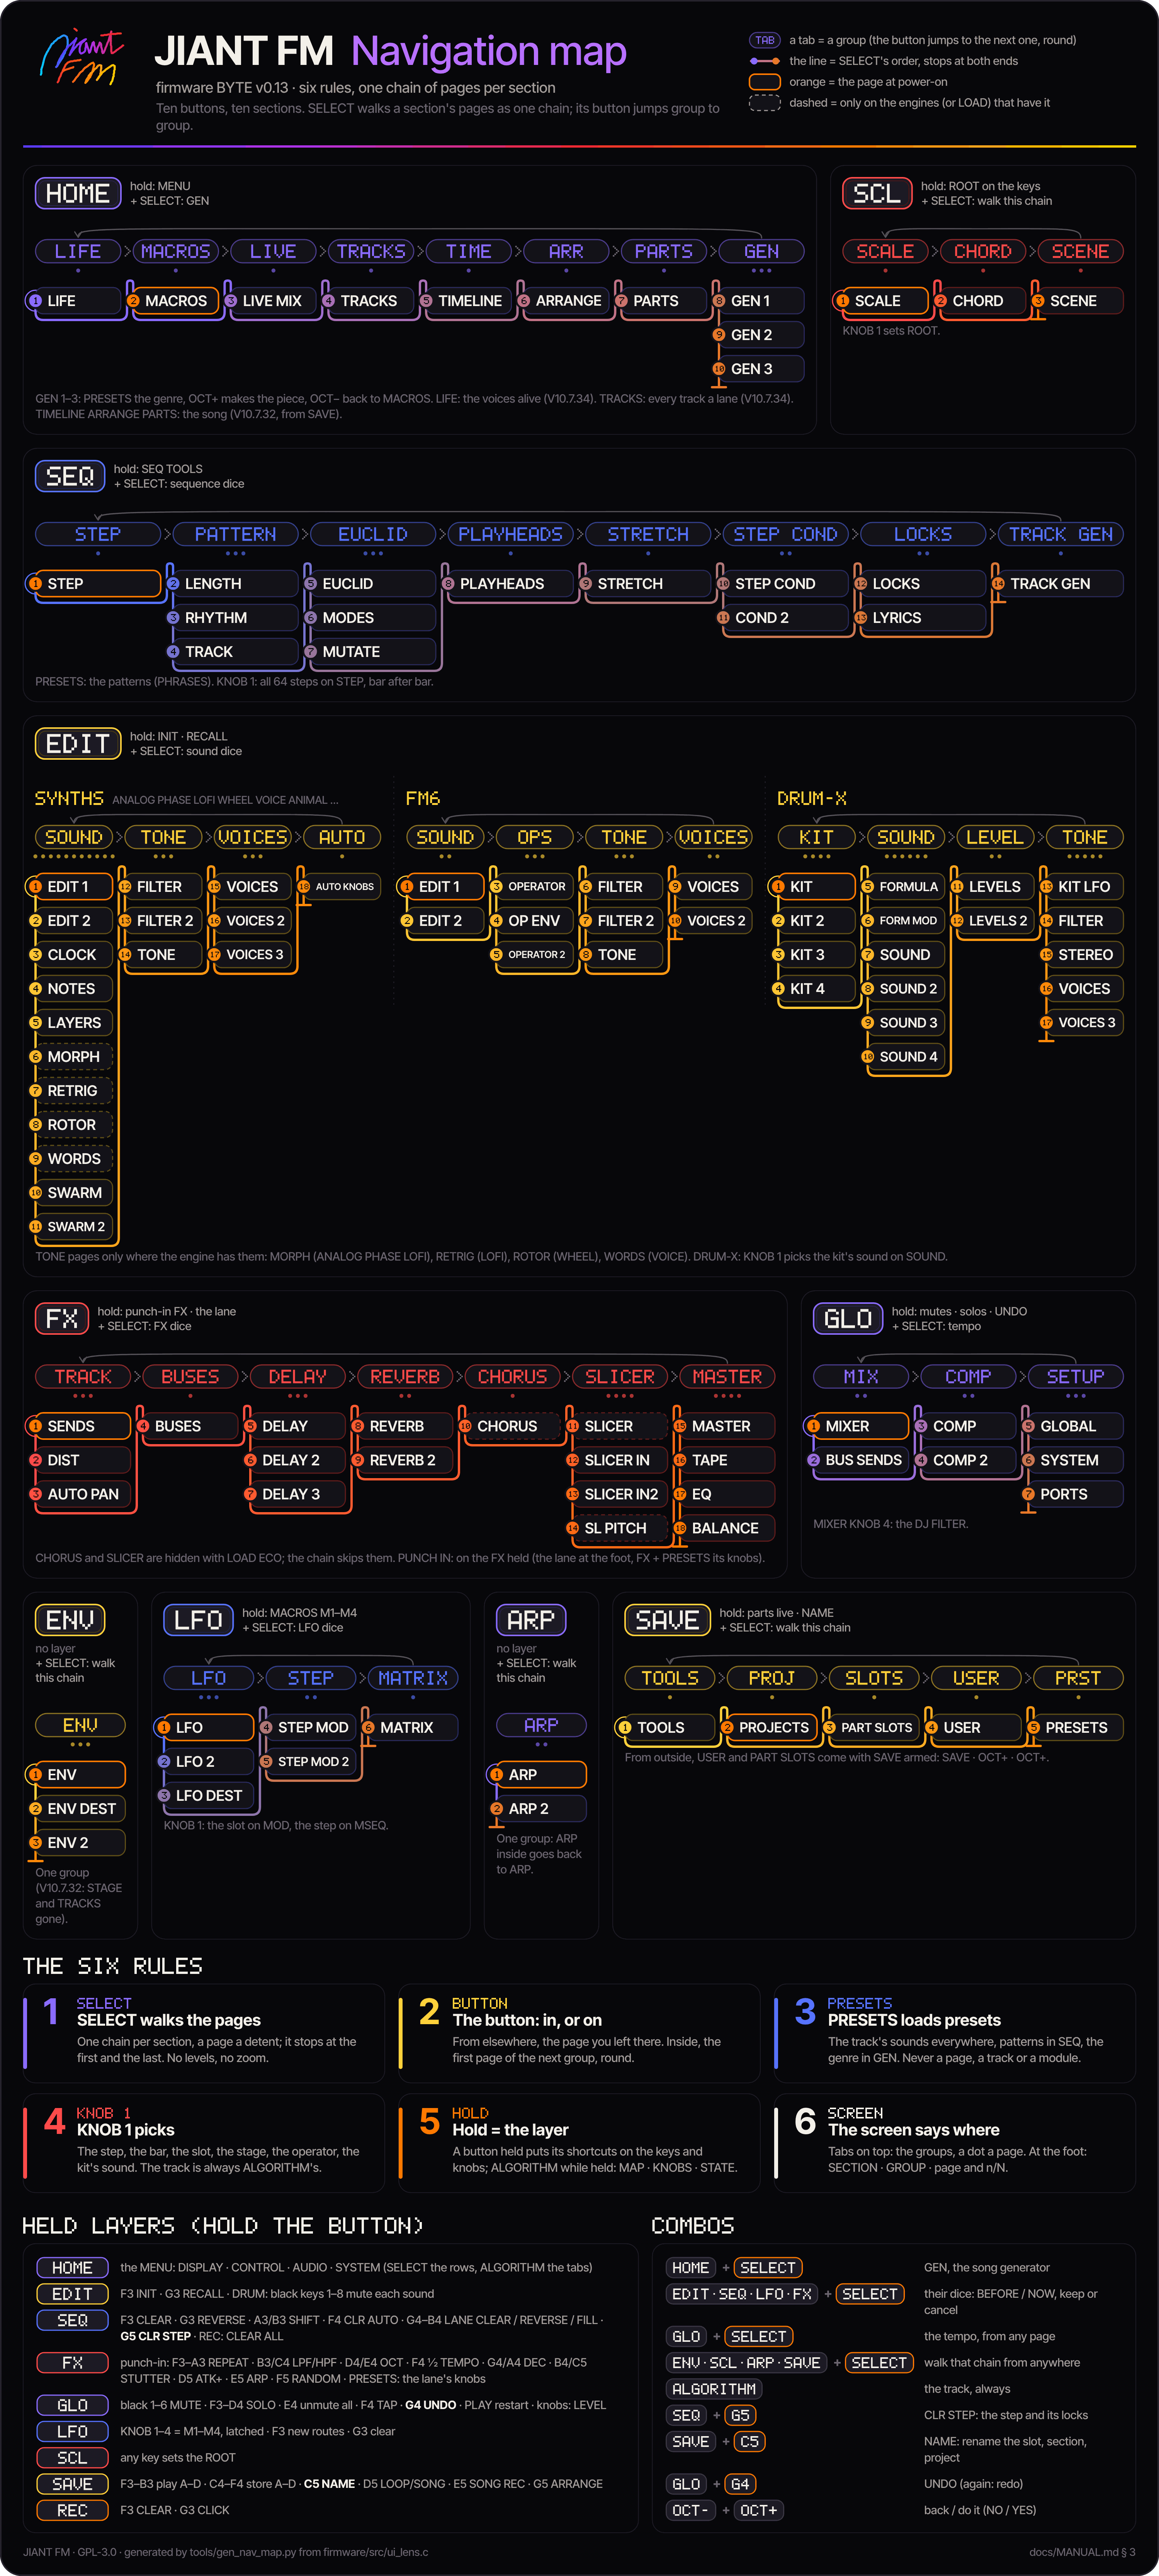 Jiant
Fm
JIANT FM Navigation map
firmware BYTE v0.13 · six rules, one chain of pages per section
Ten buttons, ten sections. SELECT walks a section's pages as one chain; its button jumps group to
group.
TAB a tab = a group (the button jumps to the next one, round)
the line = SELECT's order, stops at both ends
orange = the page at power-on
dashed = only on the engines (or LOAD) that have it
HOME
hold: MENU
+ SELECT: GEN
LIFE > MACROS > LIVE > TRACKS > TIME > ARR > PARTS > GEN
1 LIFE 2 MACROS 3 LIVE MIX 4 TRACKS 5 TIMELINE 6 ARRANGE 7 PARTS 8 GEN 1
9 GEN 2
10 GEN 3
GEN 1–3: PRESETS the genre, OCT+ makes the piece, OCT− back to MACROS. LIFE: the voices alive (V10.7.34). TRACKS: every track a lane (V10.7.34).
TIMELINE ARRANGE PARTS: the song (V10.7.32, from SAVE).
SCL
hold: ROOT on the keys
+ SELECT: walk this chain
SCALE > CHORD > SCENE
1 SCALE 2 CHORD 3 SCENE
KNOB 1 sets ROOT.
SEQ
hold: SEQ TOOLS
+ SELECT: sequence dice
STEP > PATTERN > EUCLID > PLAYHEADS > STRETCH > STEP COND > LOCKS > TRACK GEN
1 STEP 2 LENGTH 5 EUCLID 8 PLAYHEADS 9 STRETCH 10 STEP COND 12 LOCKS 14 TRACK GEN
3 RHYTHM 6 MODES 11 COND 2 13 LYRICS
4 TRACK 7 MUTATE
PRESETS: the patterns (PHRASES). KNOB 1: all 64 steps on STEP, bar after bar.
EDIT
hold: INIT · RECALL
+ SELECT: sound dice
SYNTHS ANALOG PHASE LOFI WHEEL VOICE ANIMAL ...
SOUND > TONE > VOICES > AUTO
1 EDIT 1 12 FILTER 15 VOICES 18 AUTO KNOBS
2 EDIT 2 13 FILTER 2 16 VOICES 2
3 CLOCK 14 TONE 17 VOICES 3
4 NOTES
5 LAYERS
6 MORPH
7 RETRIG
8 ROTOR
9 WORDS
10 SWARM
11 SWARM 2
FM6
SOUND > OPS > TONE > VOICES
1 EDIT 1 3 OPERATOR 6 FILTER 9 VOICES
2 EDIT 2 4 OP ENV 7 FILTER 2 10 VOICES 2
5 OPERATOR 2 8 TONE
DRUM-X
KIT > SOUND > LEVEL > TONE
1 KIT 5 FORMULA 11 LEVELS 13 KIT LFO
2 KIT 2 6 FORM MOD 12 LEVELS 2 14 FILTER
3 KIT 3 7 SOUND 15 STEREO
4 KIT 4 8 SOUND 2 16 VOICES
9 SOUND 3 17 VOICES 3
10 SOUND 4
TONE pages only where the engine has them: MORPH (ANALOG PHASE LOFI), RETRIG (LOFI), ROTOR (WHEEL), WORDS (VOICE). DRUM-X: KNOB 1 picks the kit's sound on SOUND.
FX
hold: punch-in FX · the lane
+ SELECT: FX dice
TRACK > BUSES > DELAY > REVERB > CHORUS > SLICER > MASTER
1 SENDS 4 BUSES 5 DELAY 8 REVERB 10 CHORUS 11 SLICER 15 MASTER
2 DIST 6 DELAY 2 9 REVERB 2 12 SLICER IN 16 TAPE
3 AUTO PAN 7 DELAY 3 13 SLICER IN2 17 EQ
14 SL PITCH 18 BALANCE
CHORUS and SLICER are hidden with LOAD ECO; the chain skips them. PUNCH IN: on the FX held (the lane at the foot, FX + PRESETS its knobs).
GLO
hold: mutes · solos · UNDO
+ SELECT: tempo
MIX > COMP > SETUP
1 MIXER 3 COMP 5 GLOBAL
2 BUS SENDS 4 COMP 2 6 SYSTEM
7 PORTS
MIXER KNOB 4: the DJ FILTER.
ENV
no layer
+ SELECT: walk
this chain
ENV
1 ENV
2 ENV DEST
3 ENV 2
One group
(V10.7.32: STAGE
and TRACKS
gone).
LFO
hold: MACROS M1–M4
+ SELECT: LFO dice
LFO > STEP > MATRIX
1 LFO 4 STEP MOD 6 MATRIX
2 LFO 2 5 STEP MOD 2
3 LFO DEST
KNOB 1: the slot on MOD, the step on MSEQ.
ARP
no layer
+ SELECT: walk
this chain
ARP
1 ARP
2 ARP 2
One group: ARP
inside goes back
to ARP.
SAVE
hold: parts live · NAME
+ SELECT: walk this chain
TOOLS > PROJ > SLOTS > USER > PRST
1 TOOLS 2 PROJECTS 3 PART SLOTS 4 USER 5 PRESETS
From outside, USER and PART SLOTS come with SAVE armed: SAVE · OCT+ · OCT+.
THE SIX RULES
1 SELECT
SELECT walks the pages
One chain per section, a page a detent; it stops at the
first and the last. No levels, no zoom.
2 BUTTON
The button: in, or on
From elsewhere, the page you left there. Inside, the
first page of the next group, round.
3 PRESETS
PRESETS loads presets
The track's sounds everywhere, patterns in SEQ, the
genre in GEN. Never a page, a track or a module.
4 KNOB 1
KNOB 1 picks
The step, the bar, the slot, the stage, the operator, the
kit's sound. The track is always ALGORITHM's.
5 HOLD
Hold = the layer
A button held puts its shortcuts on the keys and
knobs; ALGORITHM while held: MAP · KNOBS · STATE.
6 SCREEN
The screen says where
Tabs on top: the groups, a dot a page. At the foot:
SECTION · GROUP · page and n/N.
HELD LAYERS (HOLD THE BUTTON)
HOME the MENU: DISPLAY · CONTROL · AUDIO · SYSTEM (SELECT the rows, ALGORITHM the tabs)
EDIT F3 INIT · G3 RECALL · DRUM: black keys 1–8 mute each sound
SEQ F3 CLEAR · G3 REVERSE · A3/B3 SHIFT · F4 CLR AUTO · G4–B4 LANE CLEAR / REVERSE / FILL ·
G5 CLR STEP · REC: CLEAR ALL
FX punch-in: F3–A3 REPEAT · B3/C4 LPF/HPF · D4/E4 OCT · F4 ½ TEMPO · G4/A4 DEC · B4/C5
STUTTER · D5 ATK+ · E5 ARP · F5 RANDOM · PRESETS: the lane's knobs
GLO black 1–6 MUTE · F3–D4 SOLO · E4 unmute all · F4 TAP · G4 UNDO · PLAY restart · knobs: LEVEL
LFO KNOB 1–4 = M1–M4, latched · F3 new routes · G3 clear
SCL any key sets the ROOT
SAVE F3–B3 play A–D · C4–F4 store A–D · C5 NAME · D5 LOOP/SONG · E5 SONG REC · G5 ARRANGE
REC F3 CLEAR · G3 CLICK
COMBOS
HOME + SELECT GEN, the song generator
EDIT·SEQ·LFO·FX + SELECT their dice: BEFORE / NOW, keep or
cancel
GLO + SELECT the tempo, from any page
ENV·SCL·ARP·SAVE + SELECT walk that chain from anywhere
ALGORITHM the track, always
SEQ + G5 CLR STEP: the step and its locks
SAVE + C5 NAME: rename the slot, section,
project
GLO + G4 UNDO (again: redo)
OCT- + OCT+ back / do it (NO / YES)
JIANT FM · GPL-3.0 · generated by tools/gen_nav_map.py from firmware/src/ui_lens.c
docs/MANUAL.md § 3